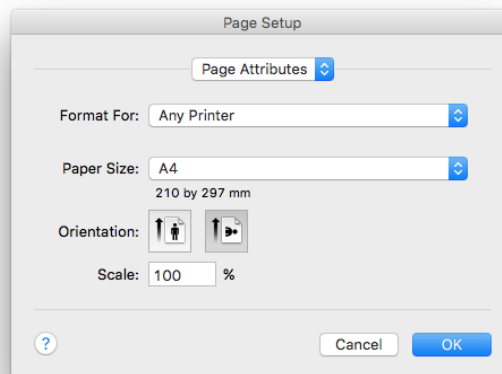 Page Setup
Page Attributes
Format For: Any Printer
Paper Size: A4
210 by 297 mm
Orientation:
Scale: 100 %
? Cancel OK